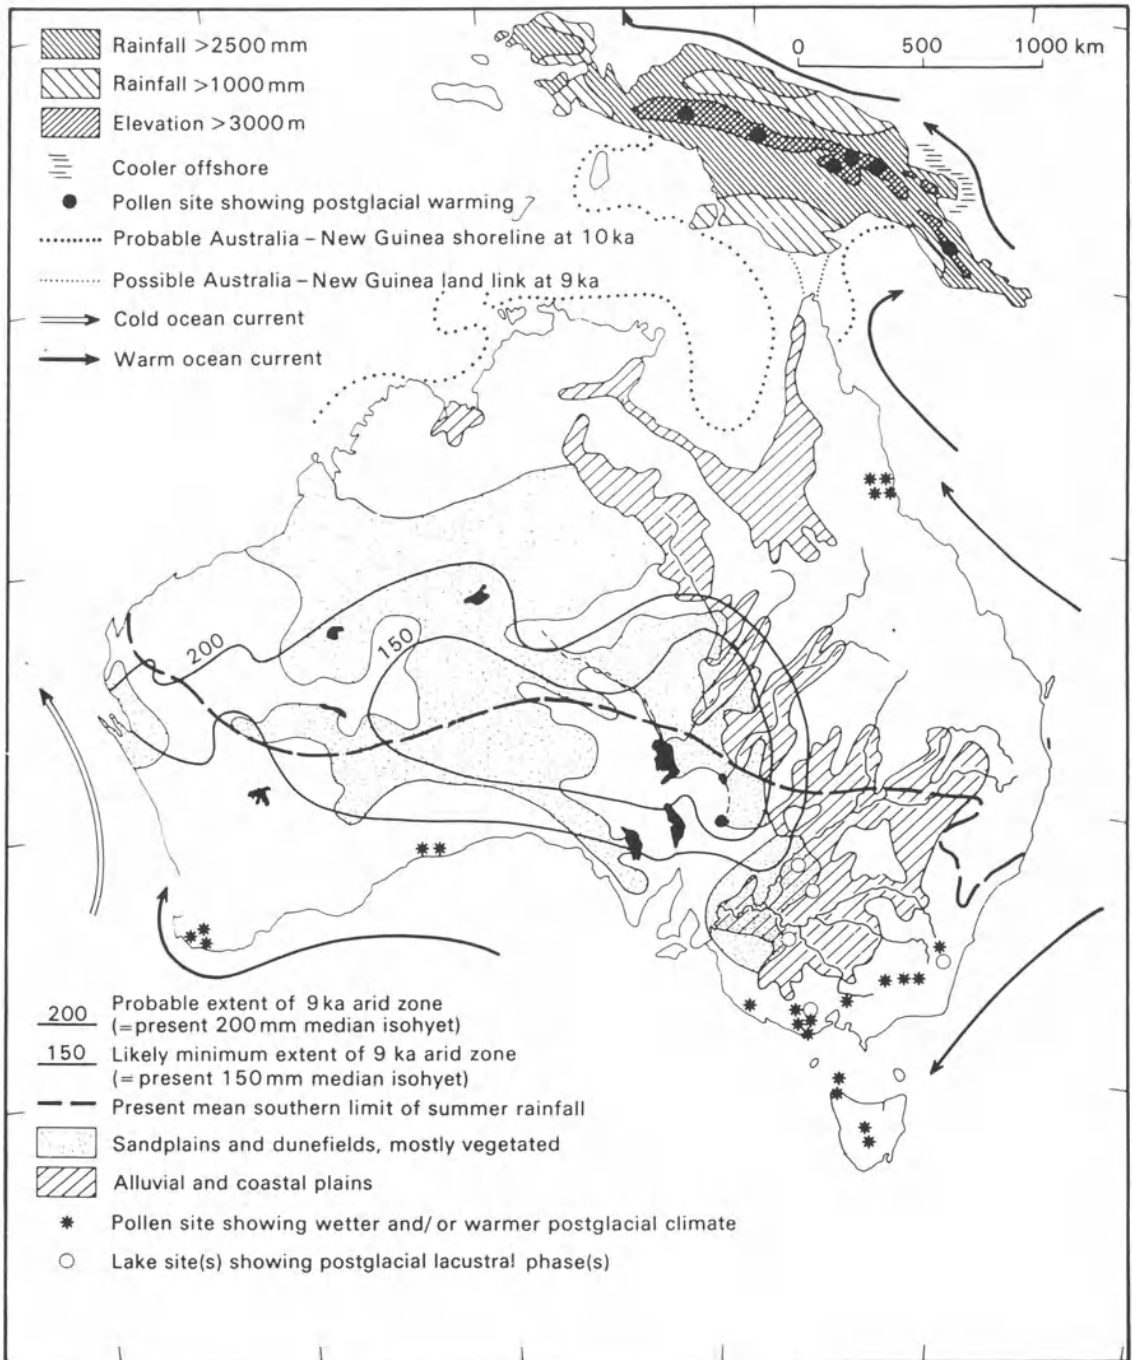 Rainfall >2500 mm
Rainfall >1000 mm
Elevation >3000 m
Cooler offshore
Pollen site showing postglacial warming
Probable Australia – New Guinea shoreline at 10 ka
Possible Australia – New Guinea land link at 9 ka
Cold ocean current
Warm ocean current
0 500 1000 km
200
150
200 Probable extent of 9 ka arid zone
(= present 200 mm median isohyet)
150 Likely minimum extent of 9 ka arid zone
(= present 150 mm median isohyet)
Present mean southern limit of summer rainfall
Sandplains and dunefields, mostly vegetated
Alluvial and coastal plains
Pollen site showing wetter and/or warmer postglacial climate
Lake site(s) showing postglacial lacustral phase(s)